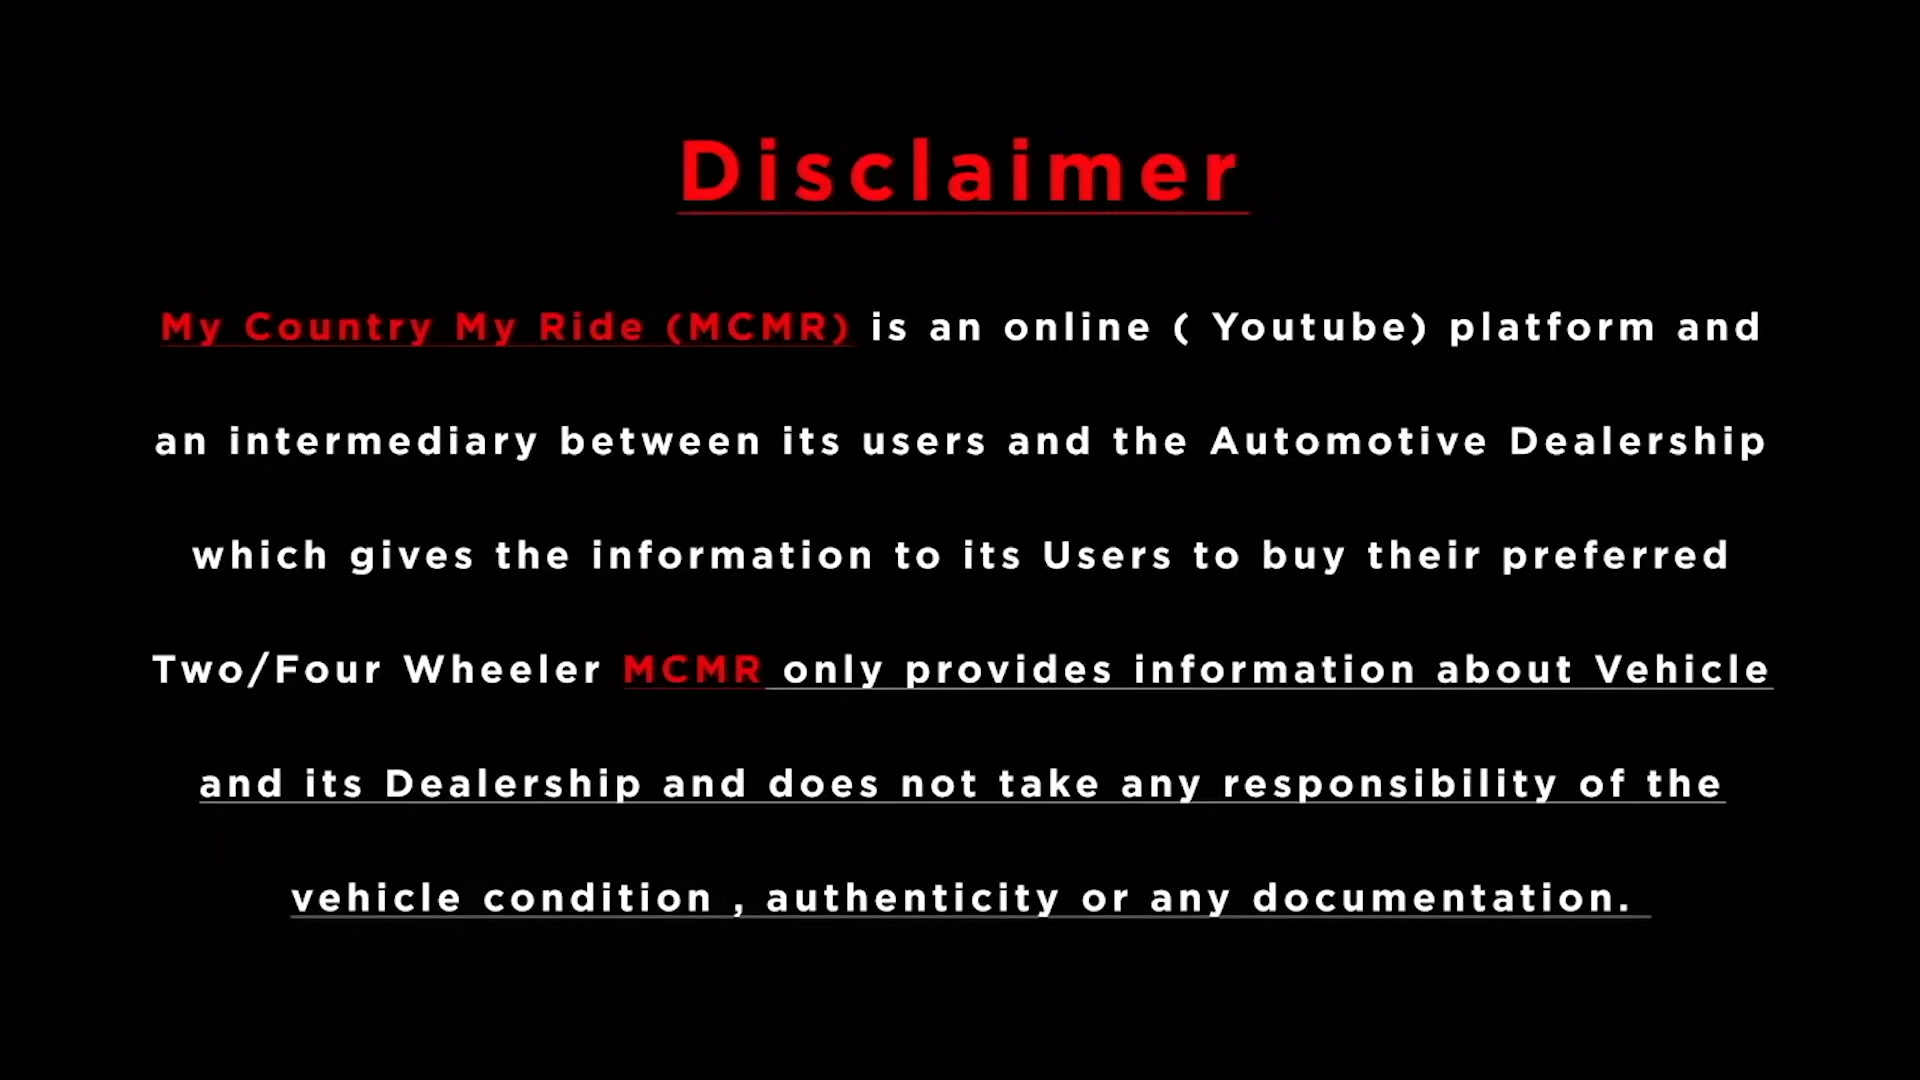 Disclaimer
My Country My Ride (MCMR) is an online ( Youtube) platform and
an intermediary between its users and the Automotive Dealership
which gives the information to its Users to buy their preferred
Two/Four Wheeler MCMR only provides information about Vehicle
and its Dealership and does not take any responsibility of the
vehicle condition , authenticity or any documentation.